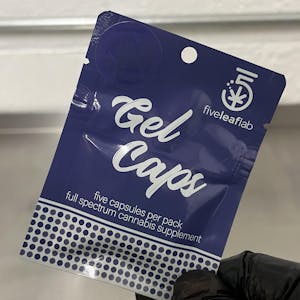 fiveleaflab
Gel
Caps
five capsules per pack
full spectrum cannabis supplement